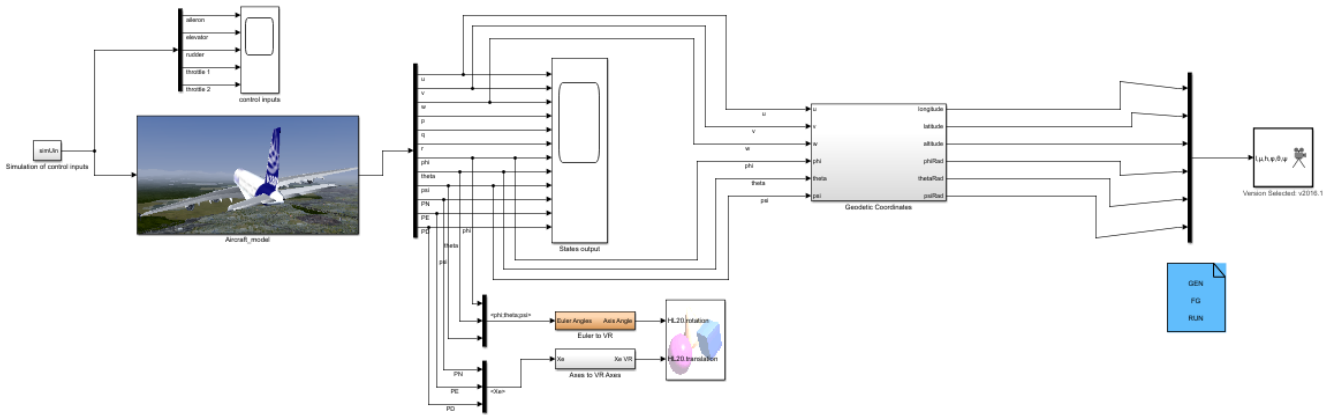 aileron
elevator
rudder
throttle 1
throttle 2
control inputs
simUin
Simulation of control inputs
Aircraft_model
u
v
w
p
q
r
phi
theta
psi
PN
PE
PD
States output
phi
theta
psi
u
v
w
phi
theta
psi
u
v
w
phi
theta
psi
longitude
latitude
altitude
phiRad
thetaRad
psiRad
Geodetic Coordinates
l,μ,h,φ,θ,ψ
Version Selected: v2016.1
GEN
FG
RUN
<phi;theta;psi>
Euler Angles
Axis Angle
Euler to VR
HL20.rotation
PN
PE
PD
<Xe>
Xe
Xe VR
Axes to VR Axes
HL20.translation